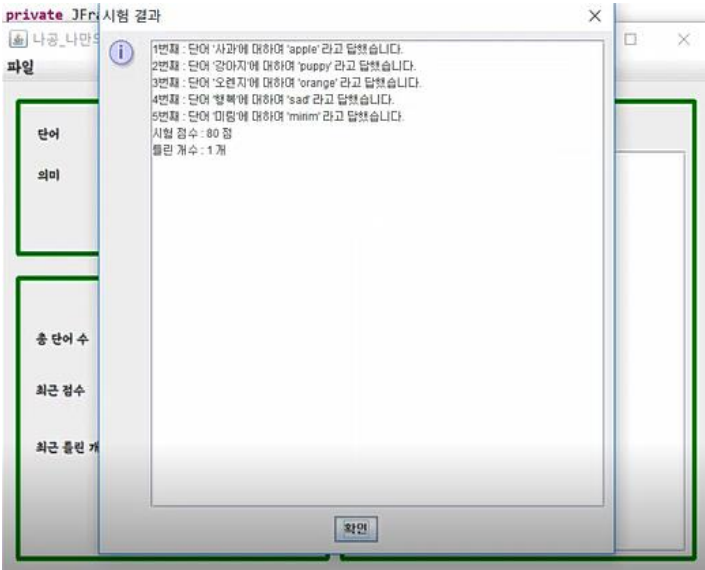 private JFra
시험 결과
나공_나만의
파일
1번째 : 단어 '사과'에 대하여 'apple' 라고 답했습니다.
2번째 : 단어 '강아지'에 대하여 'puppy' 라고 답했습니다.
3번째 : 단어 '오렌지'에 대하여 'orange' 라고 답했습니다.
4번째 : 단어 '행복'에 대하여 'sad' 라고 답했습니다.
5번째 : 단어 '미림'에 대하여 'mirim' 라고 답했습니다.
시험 점수 : 80 점
틀린 개수 : 1 개
단어
의미
총 단어 수
최근 점수
최근 틀린 개
확인